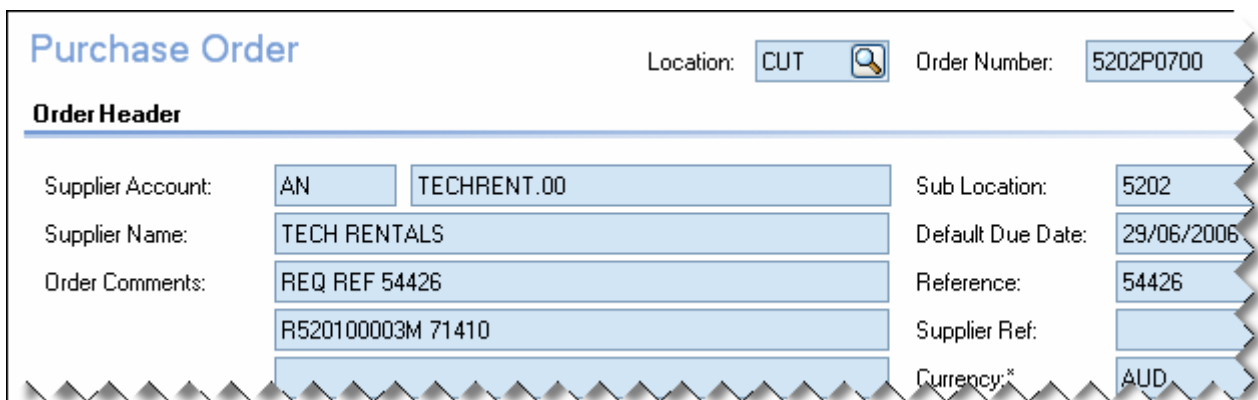 Purchase Order Location: CUT Order Number: 5202P0700
Order Header
Supplier Account: AN TECHRENT.00 Sub Location: 5202
Supplier Name: TECH RENTALS Default Due Date: 29/06/2006
Order Comments: REQ REF 54426 Reference: 54426
R520100003M 71410 Supplier Ref:
Currency:* AUD